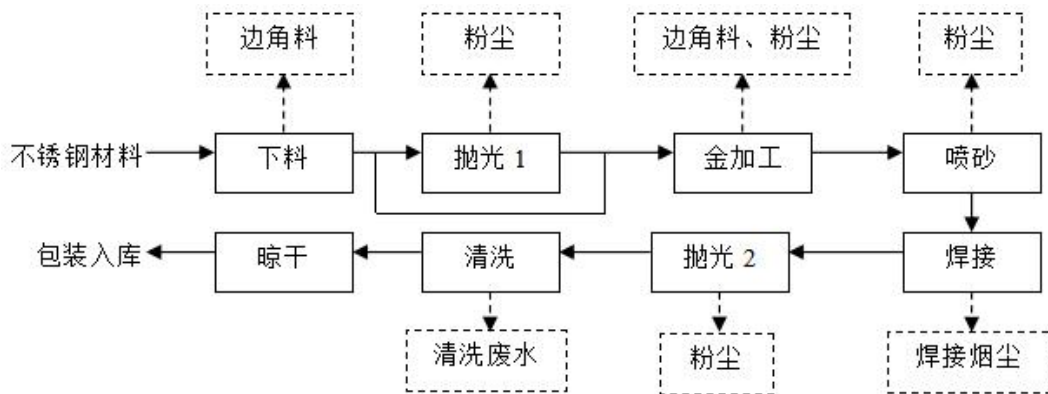 边角料
粉尘
边角料、粉尘
粉尘
不锈钢材料
下料
抛光 1
金加工
喷砂
包装入库
晾干
清洗
抛光 2
焊接
清洗废水
粉尘
焊接烟尘